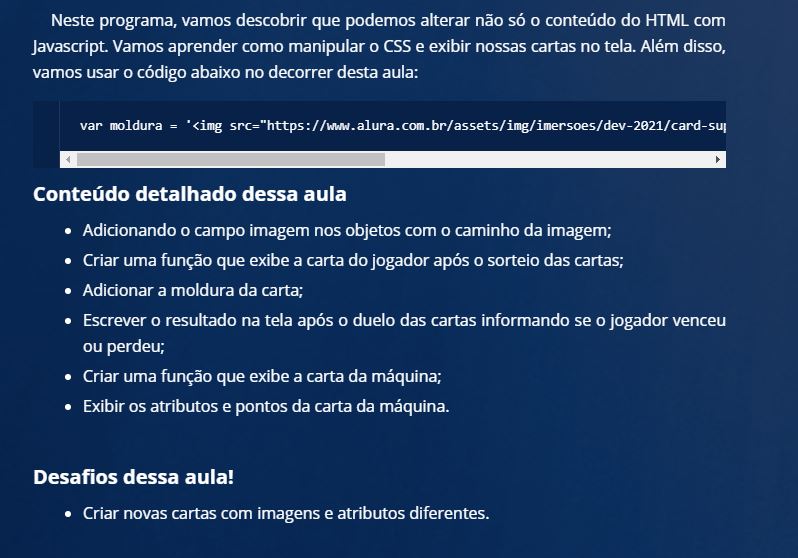 Neste programa, vamos descobrir que podemos alterar não só o conteúdo do HTML com
Javascript. Vamos aprender como manipular o CSS e exibir nossas cartas no tela. Além disso,
vamos usar o código abaixo no decorrer desta aula:
var moldura = '<img src="https://www.alura.com.br/assets/img/imersoes/dev-2021/card-sup
Conteúdo detalhado dessa aula
• Adicionando o campo imagem nos objetos com o caminho da imagem;
• Criar uma função que exibe a carta do jogador após o sorteio das cartas;
• Adicionar a moldura da carta;
• Escrever o resultado na tela após o duelo das cartas informando se o jogador venceu
ou perdeu;
• Criar uma função que exibe a carta da máquina;
• Exibir os atributos e pontos da carta da máquina.
Desafios dessa aula!
• Criar novas cartas com imagens e atributos diferentes.